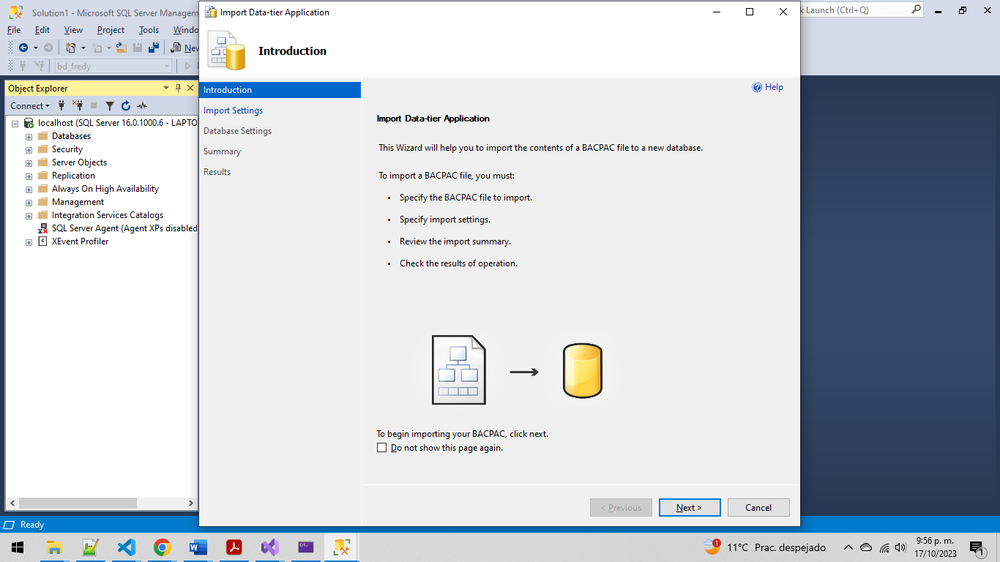 Solution1 - Microsoft SQL Server Managem
Import Data-tier Application
k Launch (Ctrl+Q)
File Edit View Project Tools Windo
New
bd_fredy
Introduction
Object Explorer
Connect
localhost (SQL Server 16.0.1000.6 - LAPTO
Databases
Security
Server Objects
Replication
Always On High Availability
Management
Integration Services Catalogs
SQL Server Agent (Agent XPs disabled
XEvent Profiler
Introduction
Import Settings
Database Settings
Summary
Results
Help
Import Data-tier Application
This Wizard will help you to import the contents of a BACPAC file to a new database.
To import a BACPAC file, you must:
• Specify the BACPAC file to import.
• Specify import settings.
• Review the import summary.
• Check the results of operation.
To begin importing your BACPAC, click next.
Do not show this page again.
< Previous
Next >
Cancel
Ready
1
11°C Prac. despejado
9:56 p. m.
17/10/2023
1